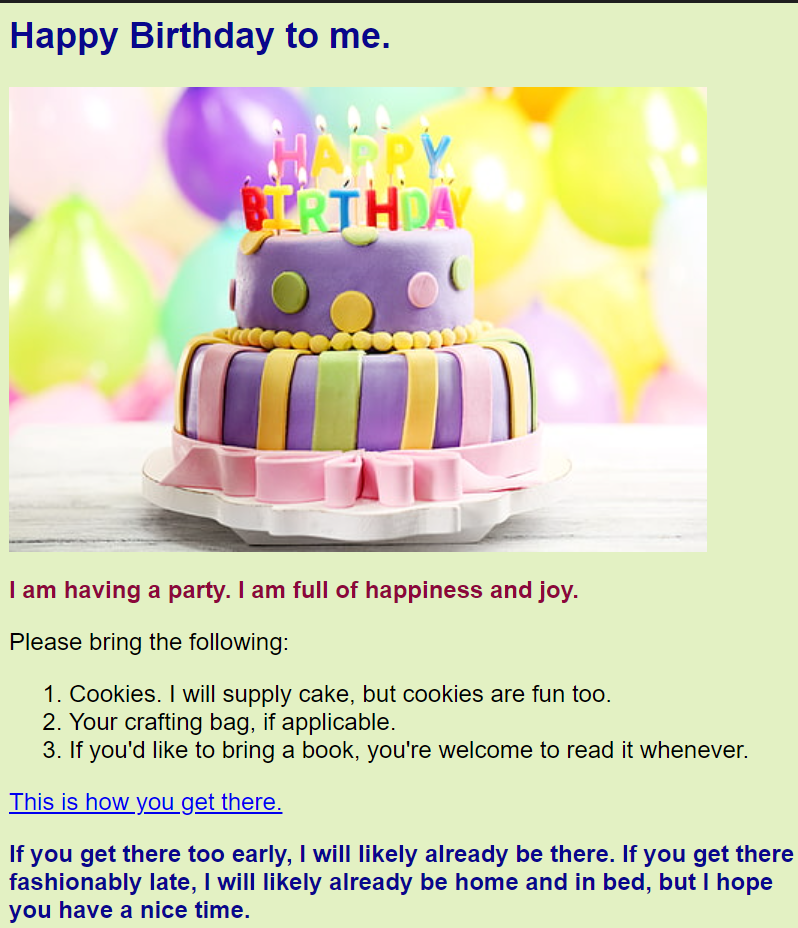 Happy Birthday to me.
HAPPY
BIRTHDAY
I am having a party. I am full of happiness and joy.
Please bring the following:
1. Cookies. I will supply cake, but cookies are fun too.
2. Your crafting bag, if applicable.
3. If you'd like to bring a book, you're welcome to read it whenever.
This is how you get there.
If you get there too early, I will likely already be there. If you get there
fashionably late, I will likely already be home and in bed, but I hope
you have a nice time.